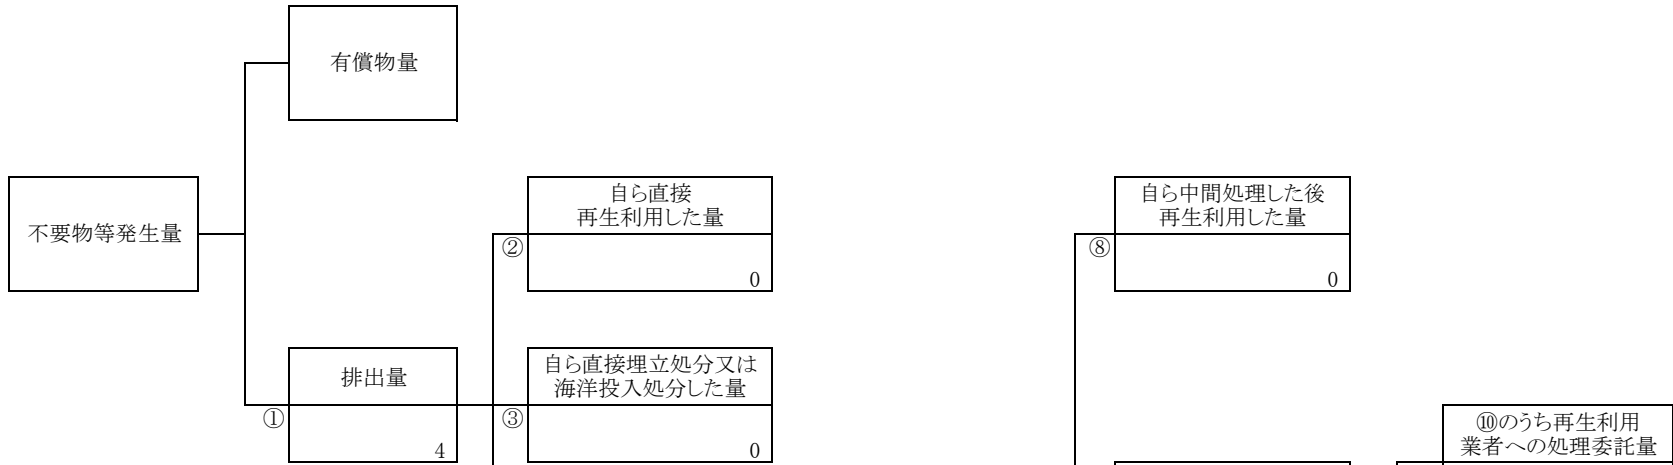 有償物量
不要物等発生量
自ら直接
再生利用した量
②
0
自ら中間処理した後
再生利用した量
⑧
0
排出量
①
4
自ら直接埋立処分又は
海洋投入処分した量
③
0
⑩のうち再生利用
業者への処理委託量